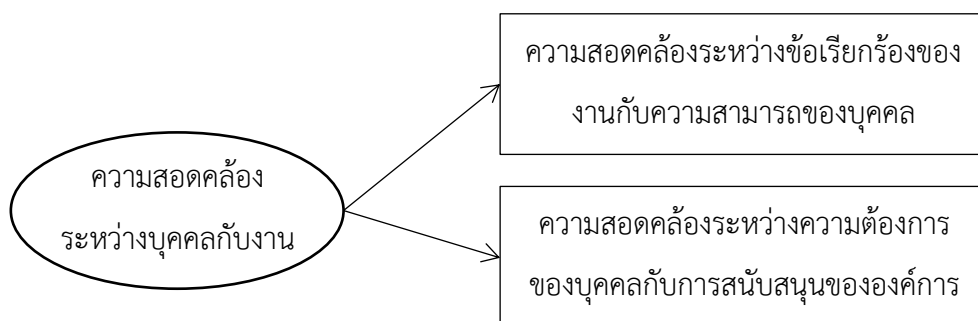 ความสอดคล้อง
ระหว่างบุคคลกับงาน
ความสอดคล้องระหว่างข้อเรียกร้องของ
งานกับความสามารถของบุคคล
ความสอดคล้องระหว่างความต้องการ
ของบุคคลกับการสนับสนุนขององค์การ